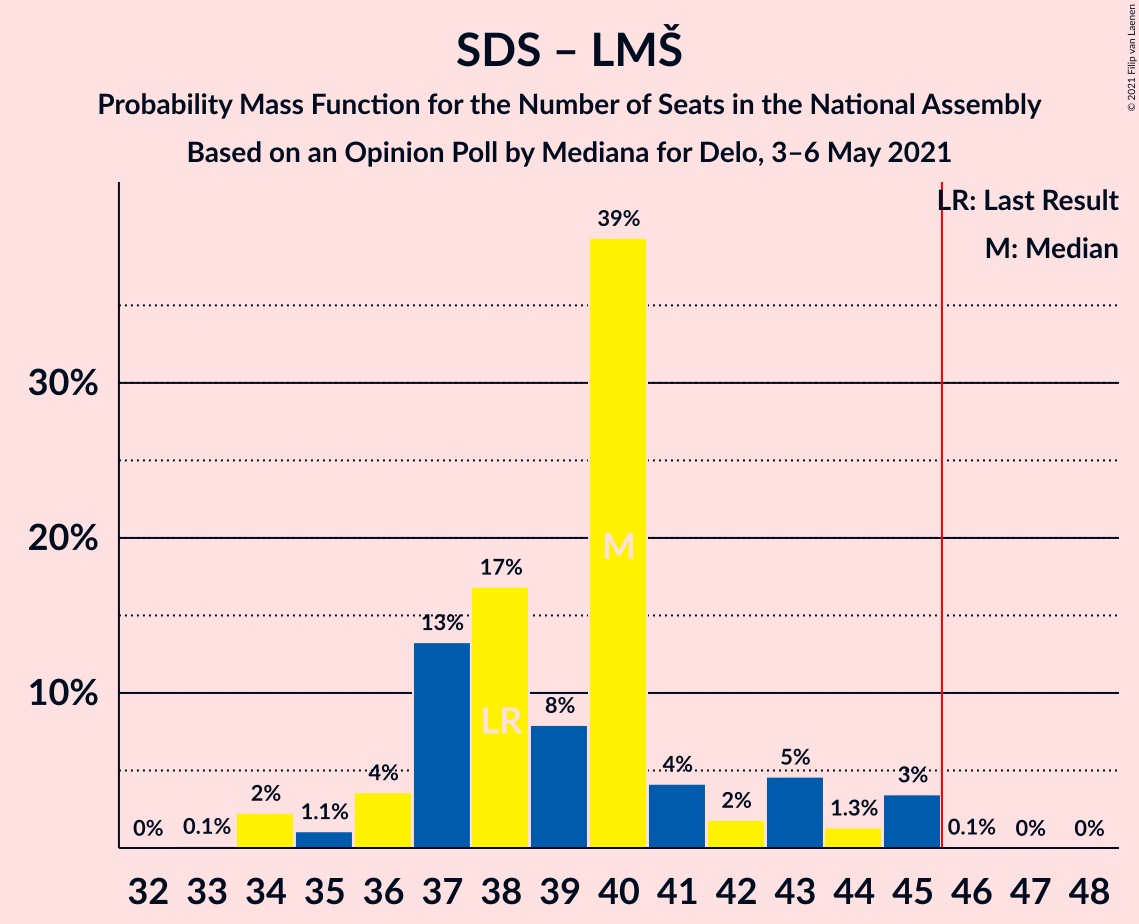 SDS – LMŠ
Probability Mass Function for the Number of Seats in the National Assembly
Based on an Opinion Poll by Mediana for Delo, 3–6 May 2021
© 2021 Filip van Laenen
LR: Last Result
M: Median
30%
20%
10%
0%
0.1%
2%
1.1%
4%
13%
17%
8%
39%
4%
2%
5%
1.3%
3%
0.1%
0%
0%
LR
M
32 33 34 35 36 37 38 39 40 41 42 43 44 45 46 47 48